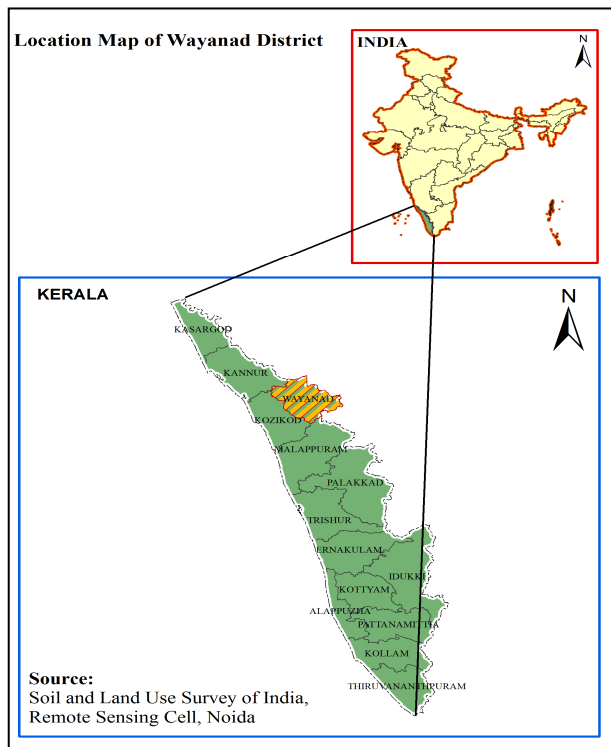 Location Map of Wayanad District
INDIA
N
KERALA
N
KASARGOD
KANNUR
WAYANAD
KOZIKOD
MALAPPURAM
PALAKKAD
TRISHUR
ERNAKULAM
IDUKKI
KOTTYAM
ALAPPUZHA
PATTANAMITHA
KOLLAM
THIRUVANANTHPURAM
Source:
Soil and Land Use Survey of India,
Remote Sensing Cell, Noida